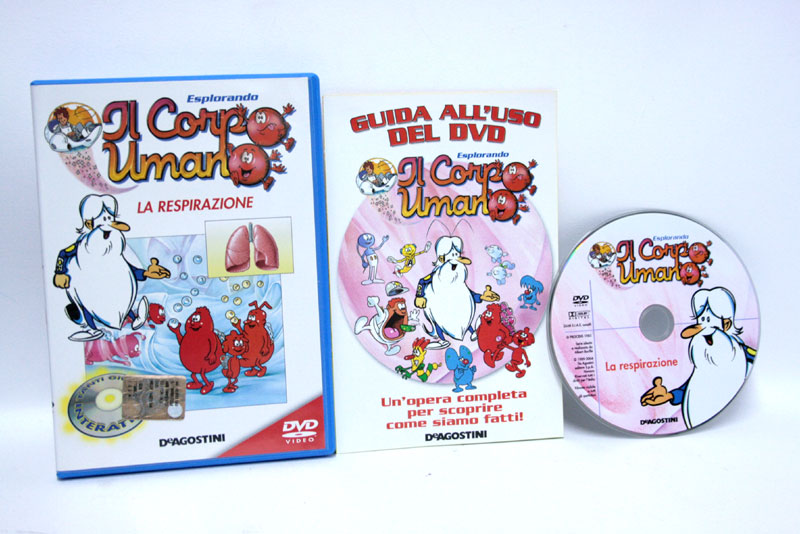 Esplorando
Il Corpo
Umano
LA RESPIRAZIONE
DVD
VIDEO
DeAGOSTINI
GUIDA ALL'USO
DEL DVD
Esplorando
Il Corpo
Umano
Un'opera completa
per scoprire
come siamo fatti!
DeAGOSTINI
Esplorando
Il Corpo
Umano
DVD
VIDEO
La respirazione
DeAGOSTINI